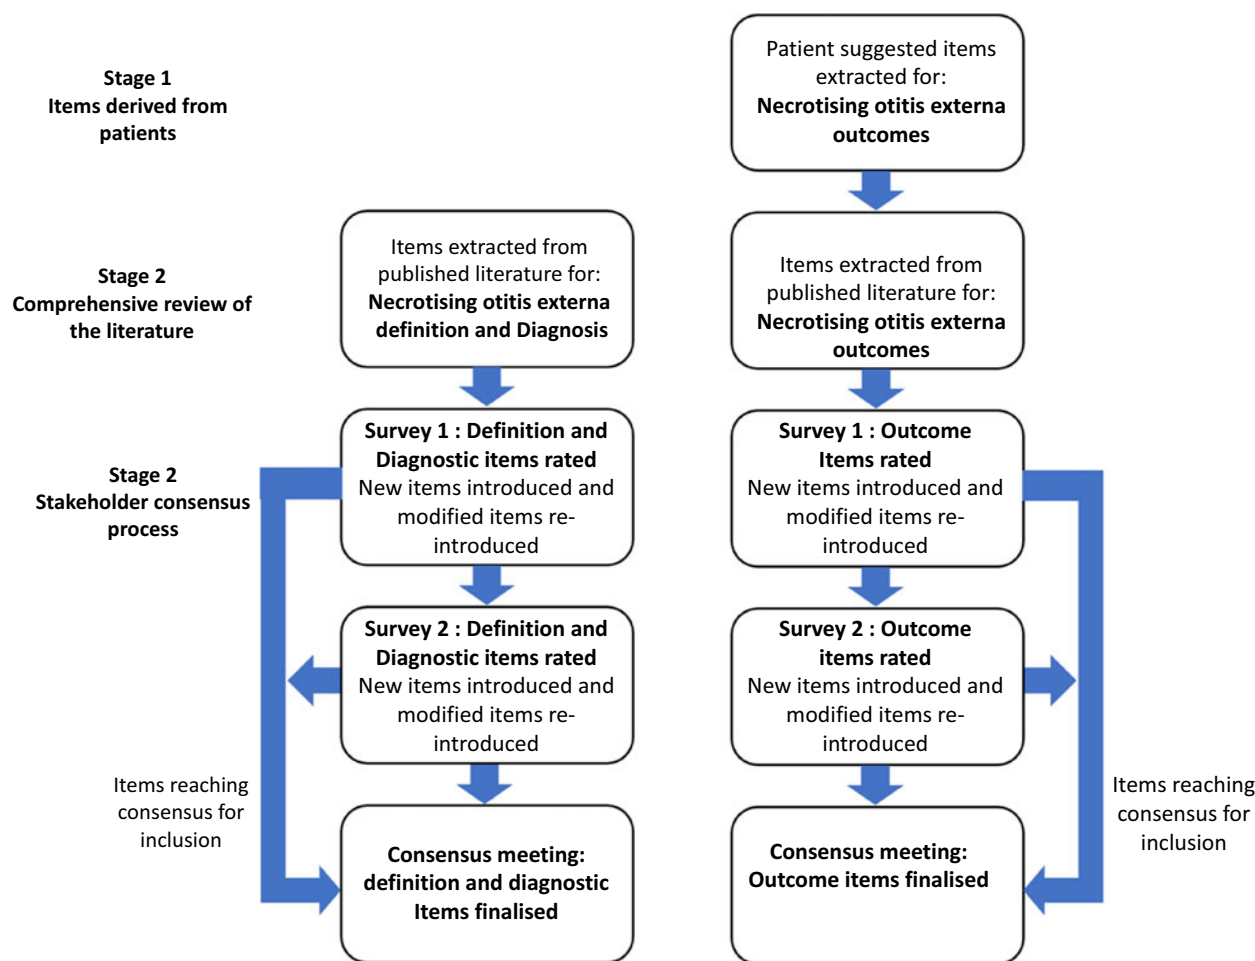 Stage 1
Items derived from
patients
Patient suggested items
extracted for:
Necrotising otitis externa
outcomes
Stage 2
Comprehensive review of
the literature
Items extracted from
published literature for:
Necrotising otitis externa
definition and Diagnosis
Items extracted from
published literature for:
Necrotising otitis externa
outcomes
Stage 2
Stakeholder consensus
process
Survey 1 : Definition and
Diagnostic items rated
New items introduced and
modified items re-
introduced
Survey 1 : Outcome
Items rated
New items introduced and
modified items re-
introduced
Survey 2 : Definition and
Diagnostic items rated
New items introduced and
modified items re-
introduced
Survey 2 : Outcome
items rated
New items introduced and
modified items re-
introduced
Items reaching
consensus for
inclusion
Consensus meeting:
definition and diagnostic
Items finalised
Consensus meeting:
Outcome items finalised
Items reaching
consensus for
inclusion